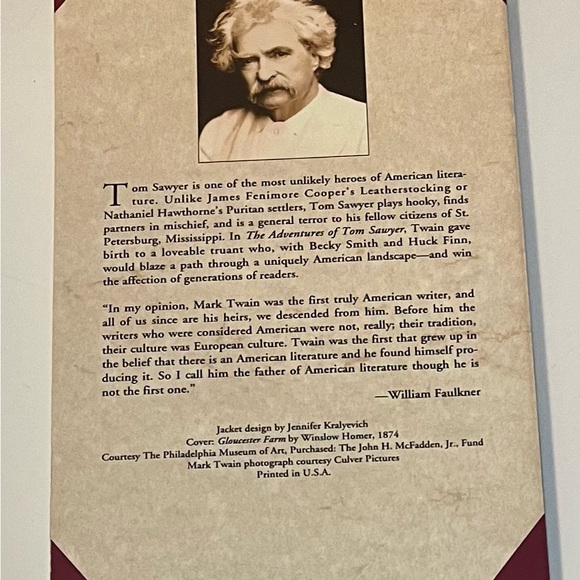 Tom Sawyer is one of the most unlikely heroes of American litera-
ture. Unlike James Fenimore Cooper's Leatherstocking or
Nathaniel Hawthorne's Puritan settlers, Tom Sawyer plays hooky, finds
partners in mischief, and is a general terror to his fellow citizens of St.
Petersburg, Mississippi. In The Adventures of Tom Sawyer, Twain gave
birth to a loveable truant who, with Becky Smith and Huck Finn,
would blaze a path through a uniquely American landscape—and win
the affection of generations of readers.
“In my opinion, Mark Twain was the first truly American writer, and
all of us since are his heirs, we descended from him. Before him the
writers who were considered American were not, really; their tradition,
their culture was European culture. Twain was the first that grew up in
the belief that there is an American literature and he found himself pro-
ducing it. So I call him the father of American literature though he is
not the first one.”
—William Faulkner
Jacket design by Jennifer Kralyevich
Cover: Gloucester Farm by Winslow Homer, 1874
Courtesy The Philadelphia Museum of Art, Purchased: The John H. McFadden, Jr., Fund
Mark Twain photograph courtesy Culver Pictures
Printed in U.S.A.